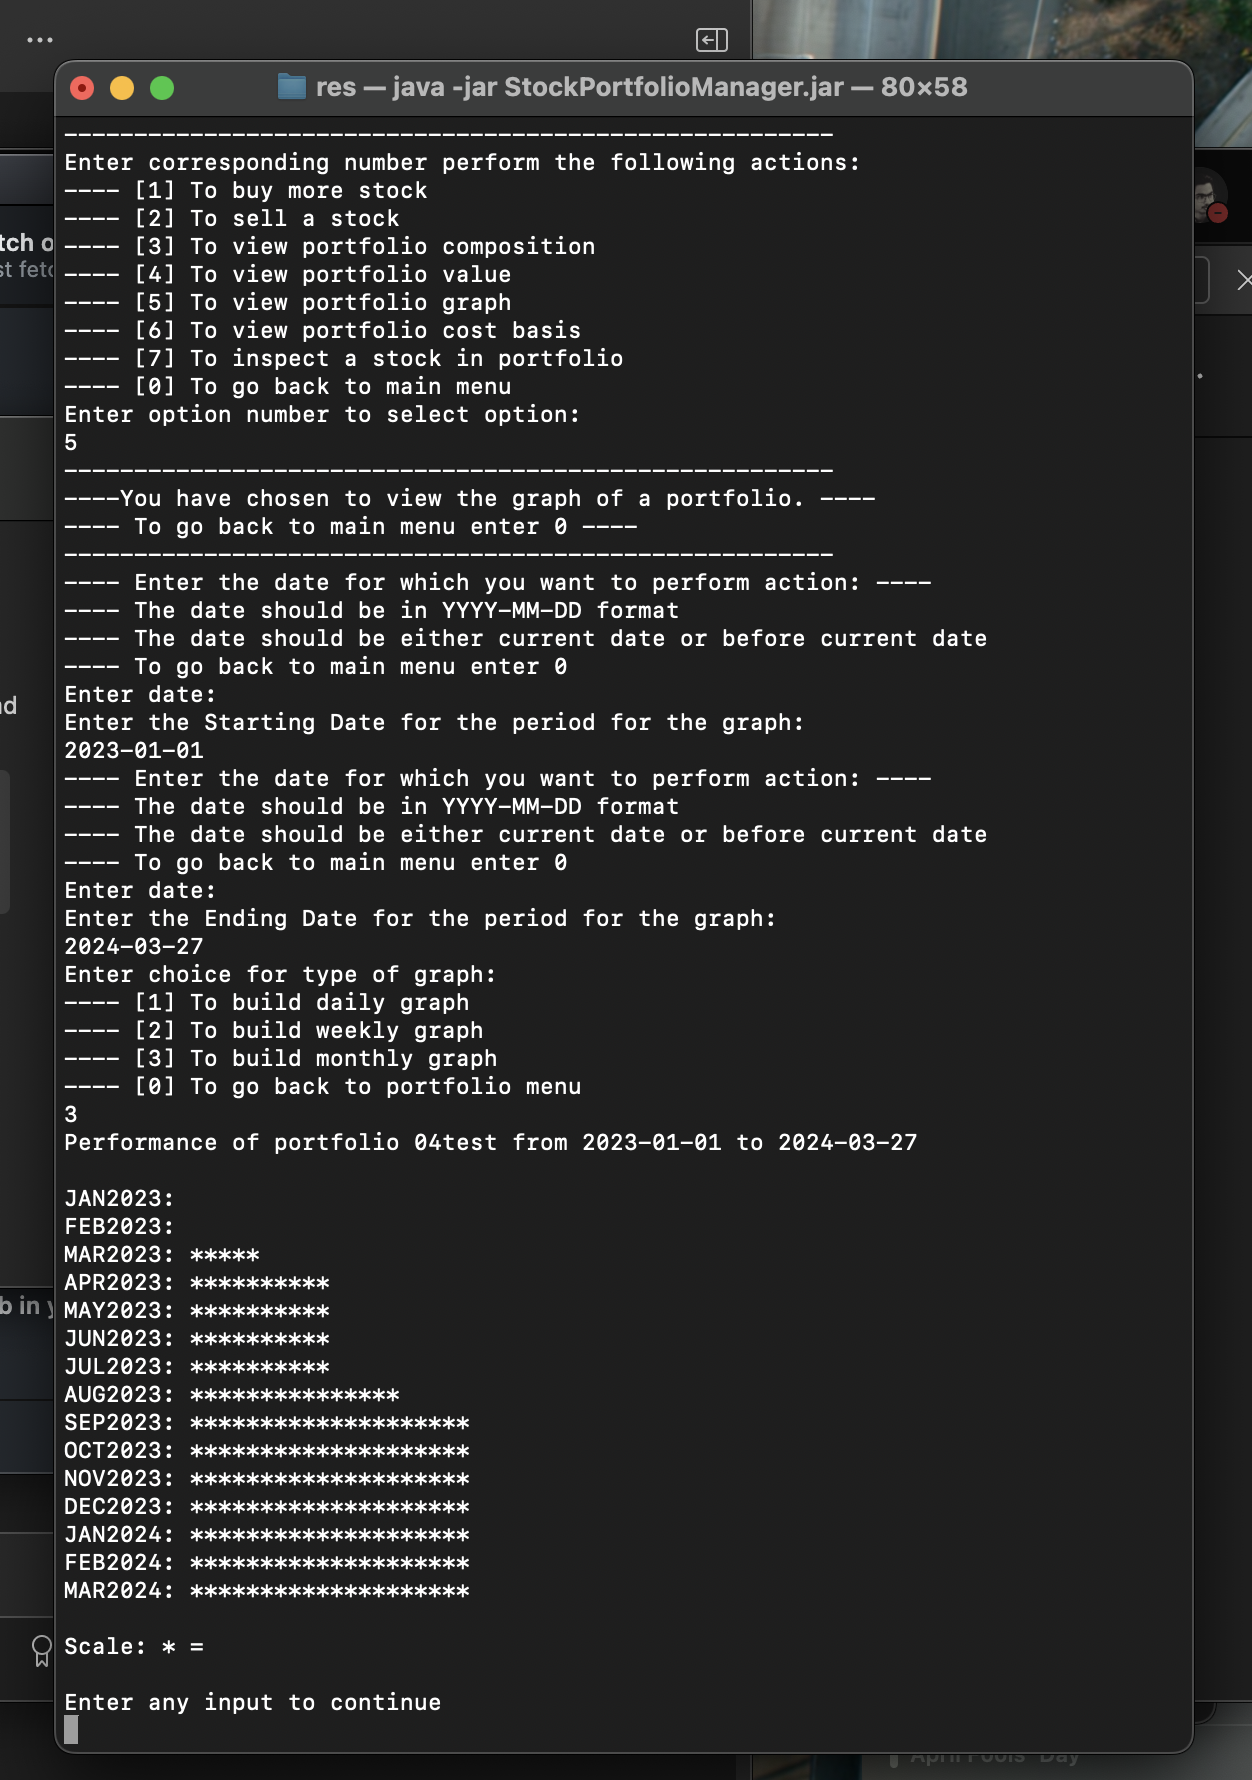 res — java -jar StockPortfolioManager.jar — 80×58
-------------------------------------------------------
Enter corresponding number perform the following actions:
---- [1] To buy more stock
---- [2] To sell a stock
---- [3] To view portfolio composition
---- [4] To view portfolio value
---- [5] To view portfolio graph
---- [6] To view portfolio cost basis
---- [7] To inspect a stock in portfolio
---- [0] To go back to main menu
Enter option number to select option:
5
-------------------------------------------------------
----You have chosen to view the graph of a portfolio. ----
---- To go back to main menu enter 0 ----
-------------------------------------------------------
---- Enter the date for which you want to perform action: ----
---- The date should be in YYYY-MM-DD format
---- The date should be either current date or before current date
---- To go back to main menu enter 0
Enter date:
Enter the Starting Date for the period for the graph:
2023-01-01
---- Enter the date for which you want to perform action: ----
---- The date should be in YYYY-MM-DD format
---- The date should be either current date or before current date
---- To go back to main menu enter 0
Enter date:
Enter the Ending Date for the period for the graph:
2024-03-27
Enter choice for type of graph:
---- [1] To build daily graph
---- [2] To build weekly graph
---- [3] To build monthly graph
---- [0] To go back to portfolio menu
3
Performance of portfolio 04test from 2023-01-01 to 2024-03-27
JAN2023:
FEB2023:
MAR2023: *****
APR2023: **********
MAY2023: **********
JUN2023: **********
JUL2023: **********
AUG2023: ***************
SEP2023: ********************
OCT2023: ********************
NOV2023: ********************
DEC2023: ********************
JAN2024: ********************
FEB2024: ********************
MAR2024: ********************
Scale: * =
Enter any input to continue
April Fools' Day